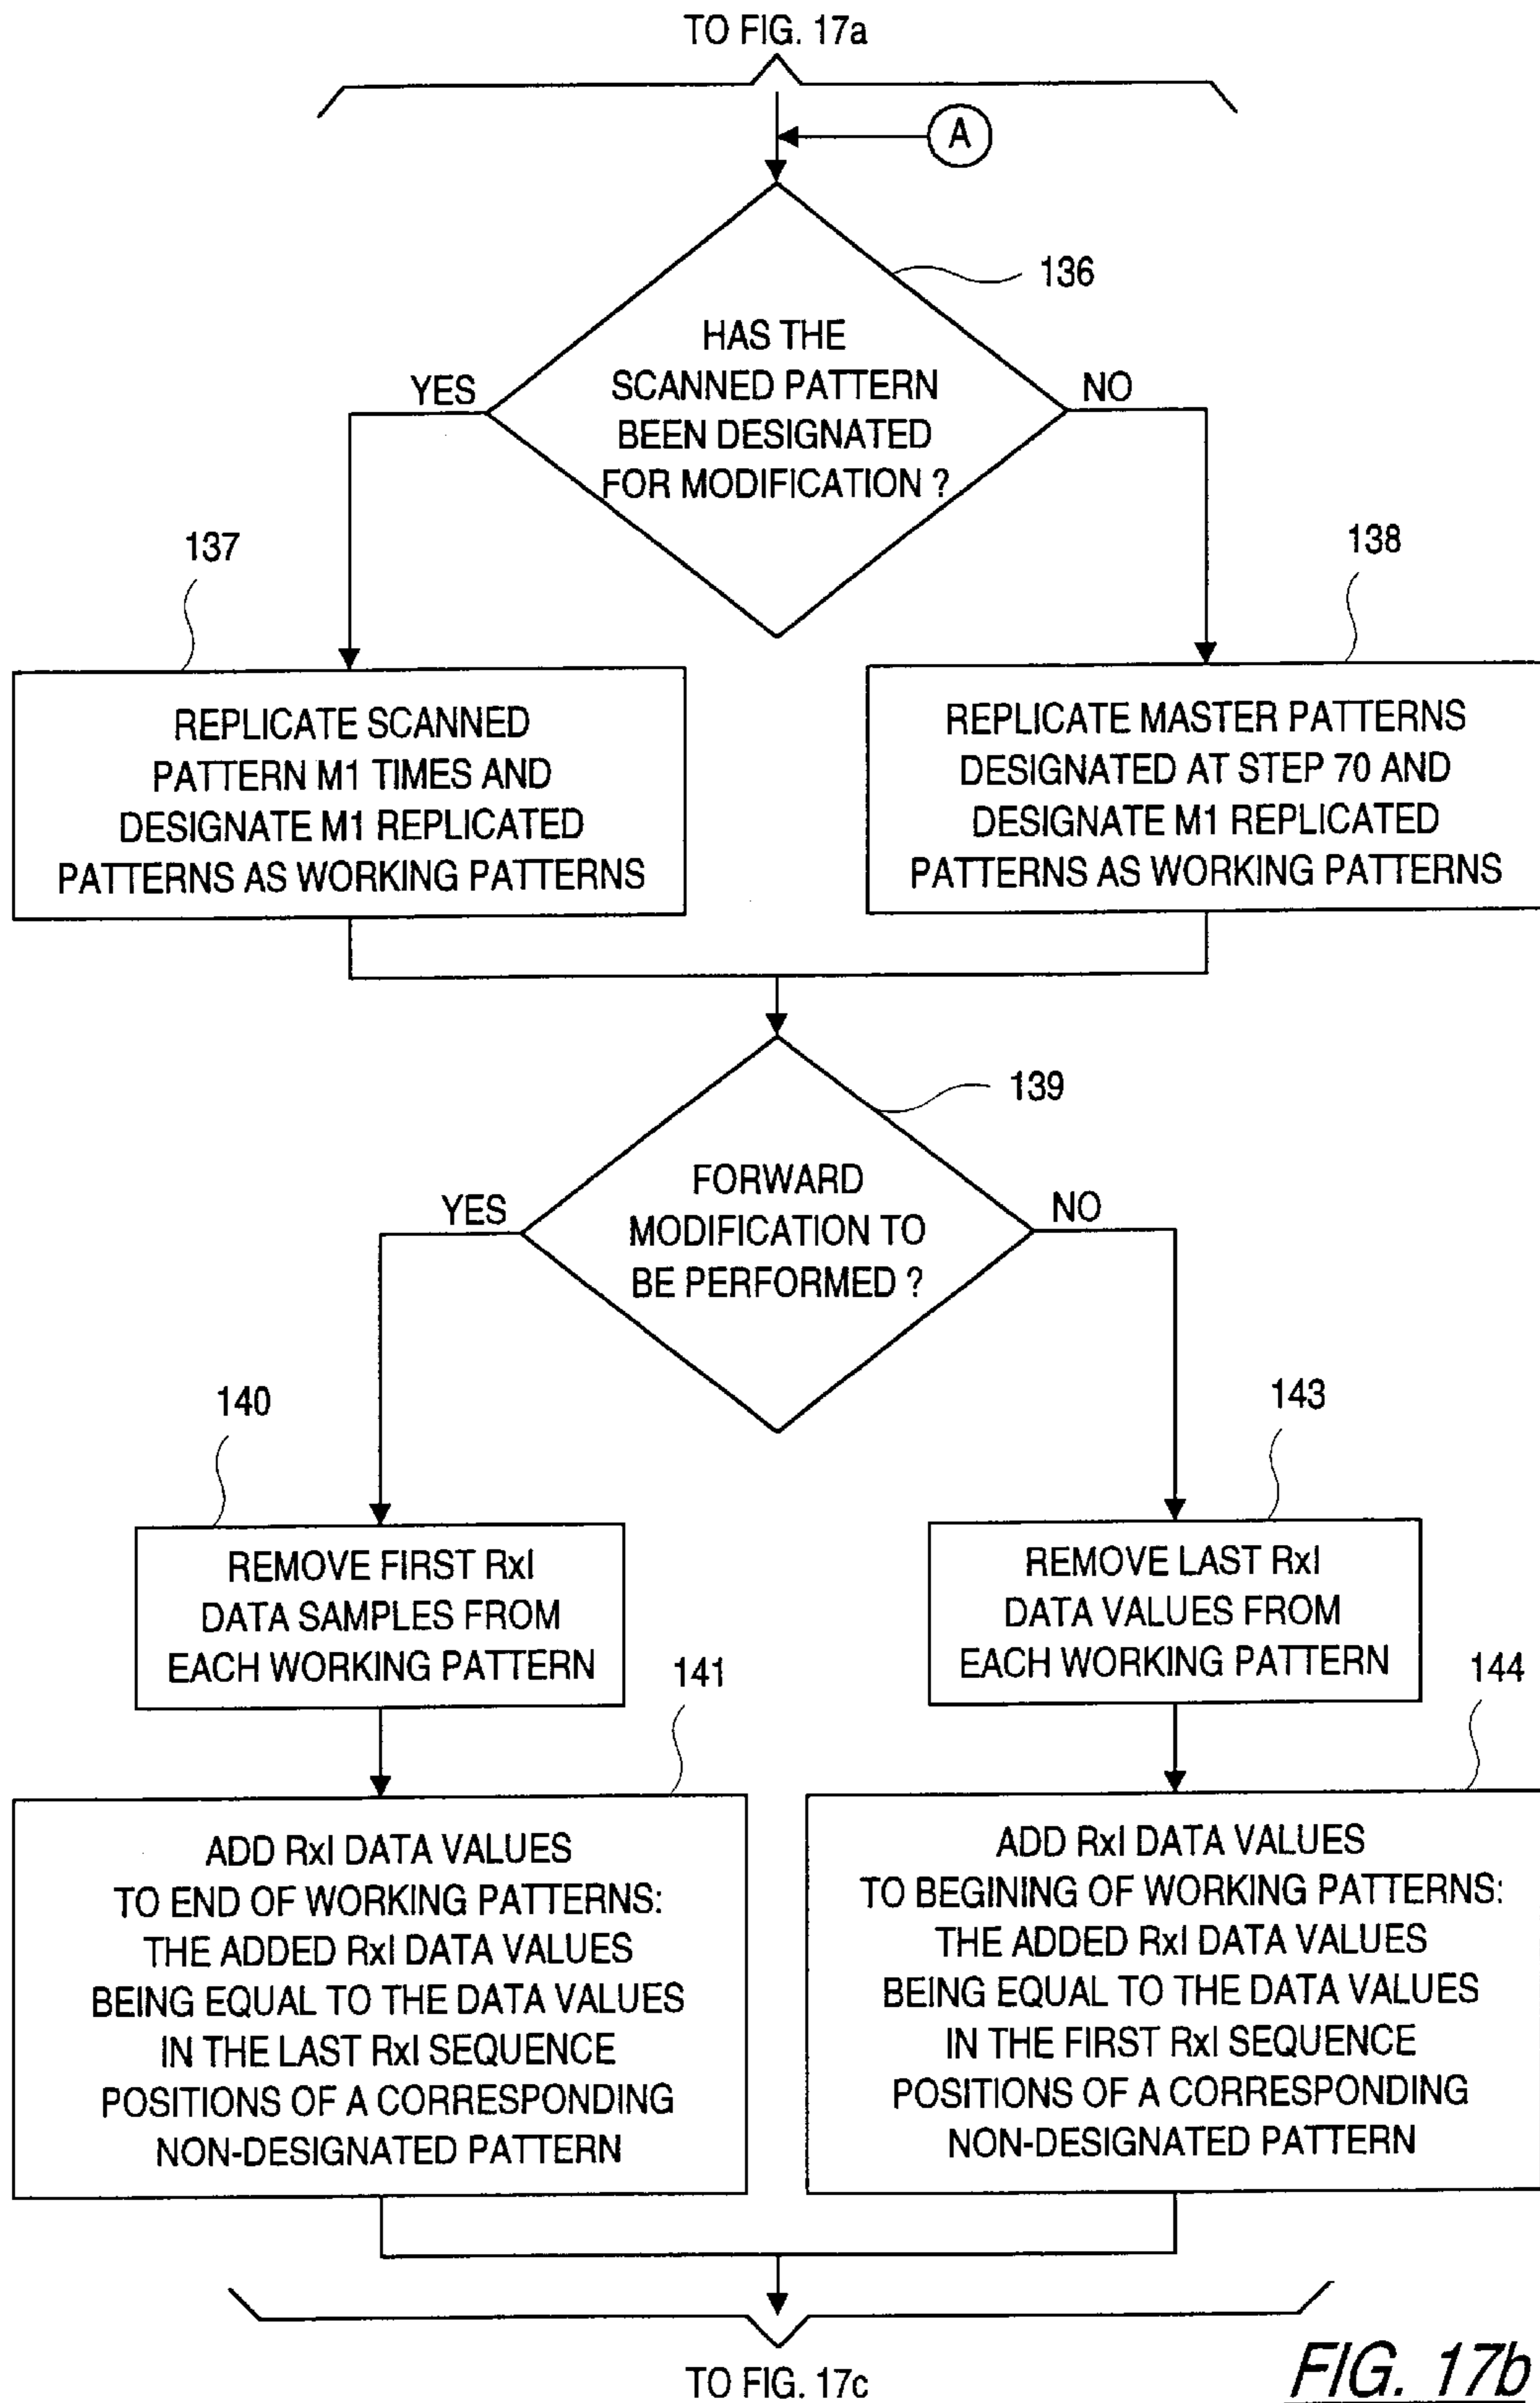 TO FIG. 17a
A
136
HAS THE
SCANNED PATTERN
BEEN DESIGNATED
FOR MODIFICATION ?
YES
NO
137
138
REPLICATE SCANNED
PATTERN M1 TIMES AND
DESIGNATE M1 REPLICATED
PATTERNS AS WORKING PATTERNS
REPLICATE MASTER PATTERNS
DESIGNATED AT STEP 70 AND
DESIGNATE M1 REPLICATED
PATTERNS AS WORKING PATTERNS
139
FORWARD
MODIFICATION TO
BE PERFORMED ?
YES
NO
140
143
REMOVE FIRST RxI
DATA SAMPLES FROM
EACH WORKING PATTERN
REMOVE LAST RxI
DATA VALUES FROM
EACH WORKING PATTERN
141
144
ADD RxI DATA VALUES
TO END OF WORKING PATTERNS:
THE ADDED RxI DATA VALUES
BEING EQUAL TO THE DATA VALUES
IN THE LAST RxI SEQUENCE
POSITIONS OF A CORRESPONDING
NON-DESIGNATED PATTERN
ADD RxI DATA VALUES
TO BEGINING OF WORKING PATTERNS:
THE ADDED RxI DATA VALUES
BEING EQUAL TO THE DATA VALUES
IN THE FIRST RxI SEQUENCE
POSITIONS OF A CORRESPONDING
NON-DESIGNATED PATTERN
TO FIG. 17c
FIG. 17b